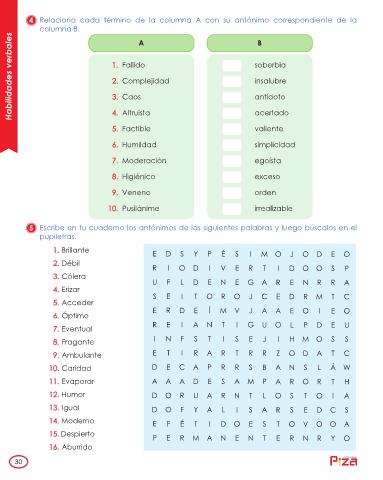 Habilidades verbales
4 Relaciona cada término de la columna A con su antónimo correspondiente de la
columna B.
A B
1. Fallido soberbia
2. Complejidad insalubre
3. Caos antídoto
4. Altruista acertado
5. Factible valiente
6. Humildad simplicidad
7. Moderación egoísta
8. Higiénico exceso
9. Veneno orden
10. Pusilánime irrealizable
5 Escribe en tu cuaderno los antónimos de las siguientes palabras y luego búscalos en el
pupiletras.
1. Brillante
2. Débil
3. Cólera
4. Erizar
5. Acceder
6. Óptimo
7. Eventual
8. Fragante
9. Ambulante
10. Caridad
11. Evaporar
12. Humor
13. Igual
14. Moderno
15. Despierto
16. Aburrido
E D S Y P É S I M O J O D E O
R I O D I V E R T I D O O S P
U F L D E N E G A R E N R R A
S E I T O R O J C E D R M T C
E R D E Í M V J A A E O I E O
R E I A N T I G U O L P D E U
I N F S T I S E J I H M O S S
E T I R A R T R R Z O D A T C
D E C A P R R S B A N S L Á W
A A A D E S A M P A R O R T H
D O R U A R N T L O S T O I A
D O F Y A L I S A R S E D C S
E F É T I D O E S T O V O O A
P E R M A N E N T E R N R Y O
30